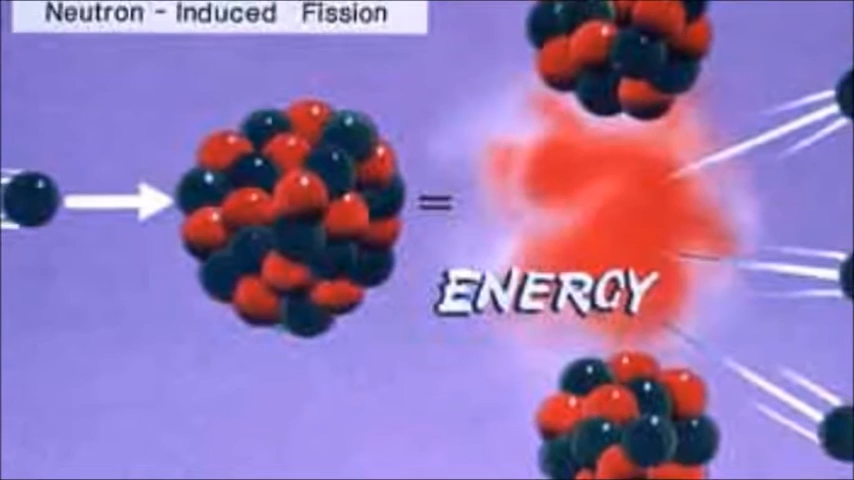 Neutron - Induced Fission
=
ENERGY